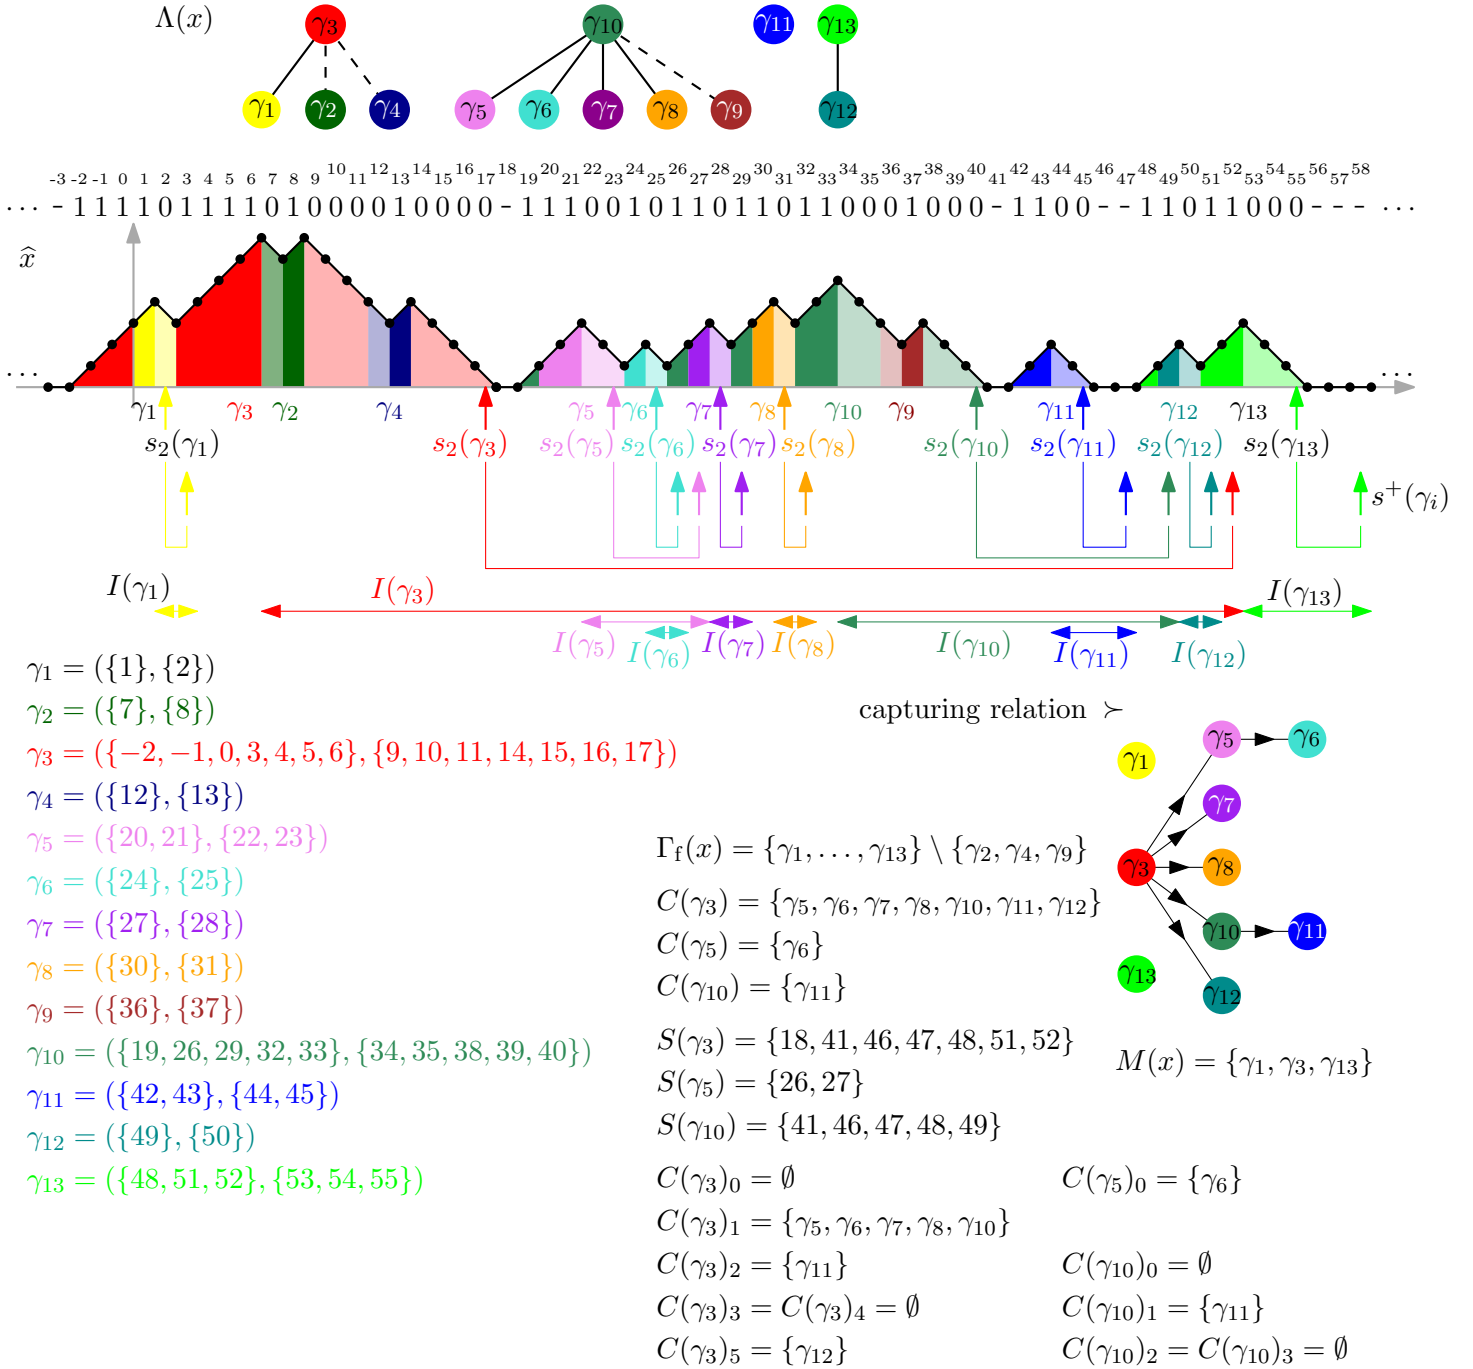 Λ(x) γ₃ γ₁₀ γ₁₁ γ₁₃
γ₁ γ₂ γ₄ γ₅ γ₆ γ₇ γ₈ γ₉ γ₁₂
-3 -2 -1 0 1 2 3 4 5 6 7 8 9 10 11 12 13 14 15 16 17 18 19 20 21 22 23 24 25 26 27 28 29 30 31 32 33 34 35 36 37 38 39 40 41 42 43 44 45 46 47 48 49 50 51 52 53 54 55 56 57 58
··· - 1 1 1 1 0 1 1 1 1 0 1 0 0 0 0 1 0 0 0 0 - 1 1 1 0 0 1 0 1 1 0 1 1 0 1 1 0 0 0 1 0 0 0 - 1 1 0 0 - - 1 1 0 1 1 0 0 0 - - - ···
x̂
··· ···
γ₁ γ₃ γ₂ γ₄ γ₅ γ₆ γ₇ γ₈ γ₁₀ γ₉ γ₁₁ γ₁₂ γ₁₃
s₂(γ₁) s₂(γ₃) s₂(γ₅) s₂(γ₆) s₂(γ₇) s₂(γ₈) s₂(γ₁₀) s₂(γ₁₁) s₂(γ₁₂) s₂(γ₁₃)
s⁺(γᵢ)
I(γ₁) I(γ₃) I(γ₁₃)
I(γ₅) I(γ₆) I(γ₇) I(γ₈) I(γ₁₀) I(γ₁₁) I(γ₁₂)
γ₁ = ({1}, {2})
γ₂ = ({7}, {8})
γ₃ = ({−2, −1, 0, 3, 4, 5, 6}, {9, 10, 11, 14, 15, 16, 17})
γ₄ = ({12}, {13})
γ₅ = ({20, 21}, {22, 23})
γ₆ = ({24}, {25})
γ₇ = ({27}, {28})
γ₈ = ({30}, {31})
γ₉ = ({36}, {37})
γ₁₀ = ({19, 26, 29, 32, 33}, {34, 35, 38, 39, 40})
γ₁₁ = ({42, 43}, {44, 45})
γ₁₂ = ({49}, {50})
γ₁₃ = ({48, 51, 52}, {53, 54, 55})
capturing relation ≻
γ₅ γ₆
γ₁
γ₇
γ₃ γ₈
γ₁₀ γ₁₁
γ₁₃
γ₁₂
M(x) = {γ₁, γ₃, γ₁₃}
Γf(x) = {γ₁, . . . , γ₁₃} \ {γ₂, γ₄, γ₉}
C(γ₃) = {γ₅, γ₆, γ₇, γ₈, γ₁₀, γ₁₁, γ₁₂}
C(γ₅) = {γ₆}
C(γ₁₀) = {γ₁₁}
S(γ₃) = {18, 41, 46, 47, 48, 51, 52}
S(γ₅) = {26, 27}
S(γ₁₀) = {41, 46, 47, 48, 49}
C(γ₃)₀ = ∅ C(γ₅)₀ = {γ₆}
C(γ₃)₁ = {γ₅, γ₆, γ₇, γ₈, γ₁₀}
C(γ₃)₂ = {γ₁₁} C(γ₁₀)₀ = ∅
C(γ₃)₃ = C(γ₃)₄ = ∅ C(γ₁₀)₁ = {γ₁₁}
C(γ₃)₅ = {γ₁₂} C(γ₁₀)₂ = C(γ₁₀)₃ = ∅